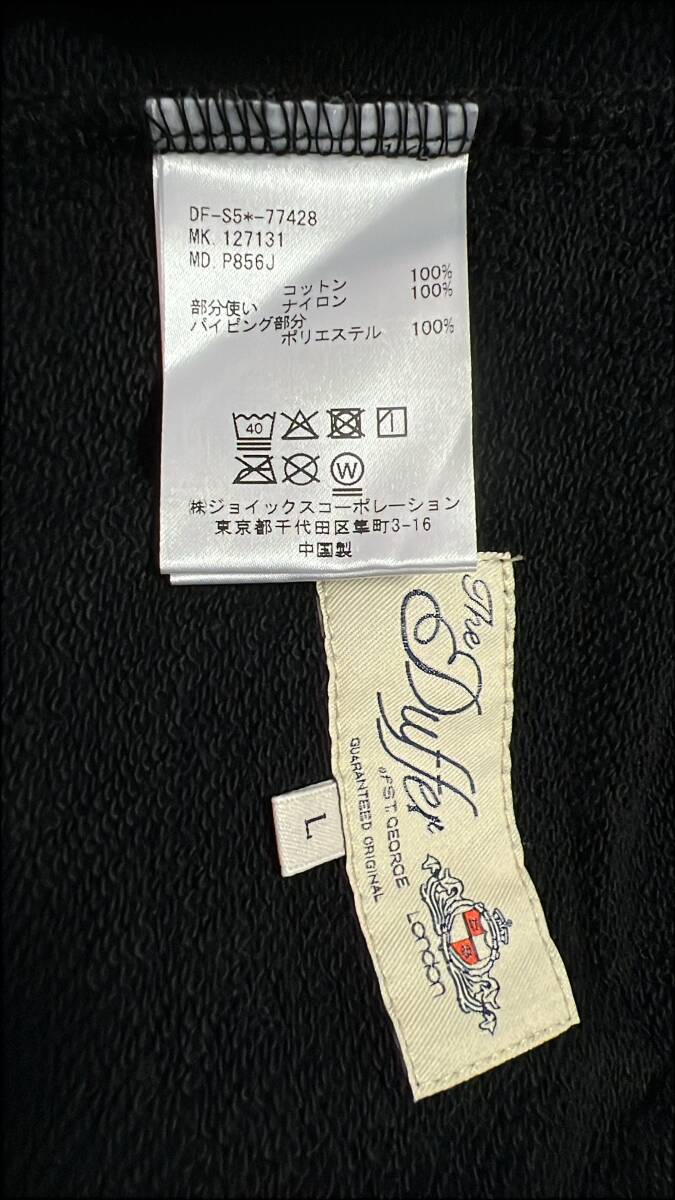 DF-S5*-77428
MK. 127131
MD. P856J
コットン 100%
部分使い ナイロン 100%
パイピング部分
ポリエステル 100%
40
W
㈱ジョイックスコーポレーション
東京都千代田区隼町3-16
中国製
The Duffer
of ST. GEORGE
GUARANTEED ORIGINAL
London
L